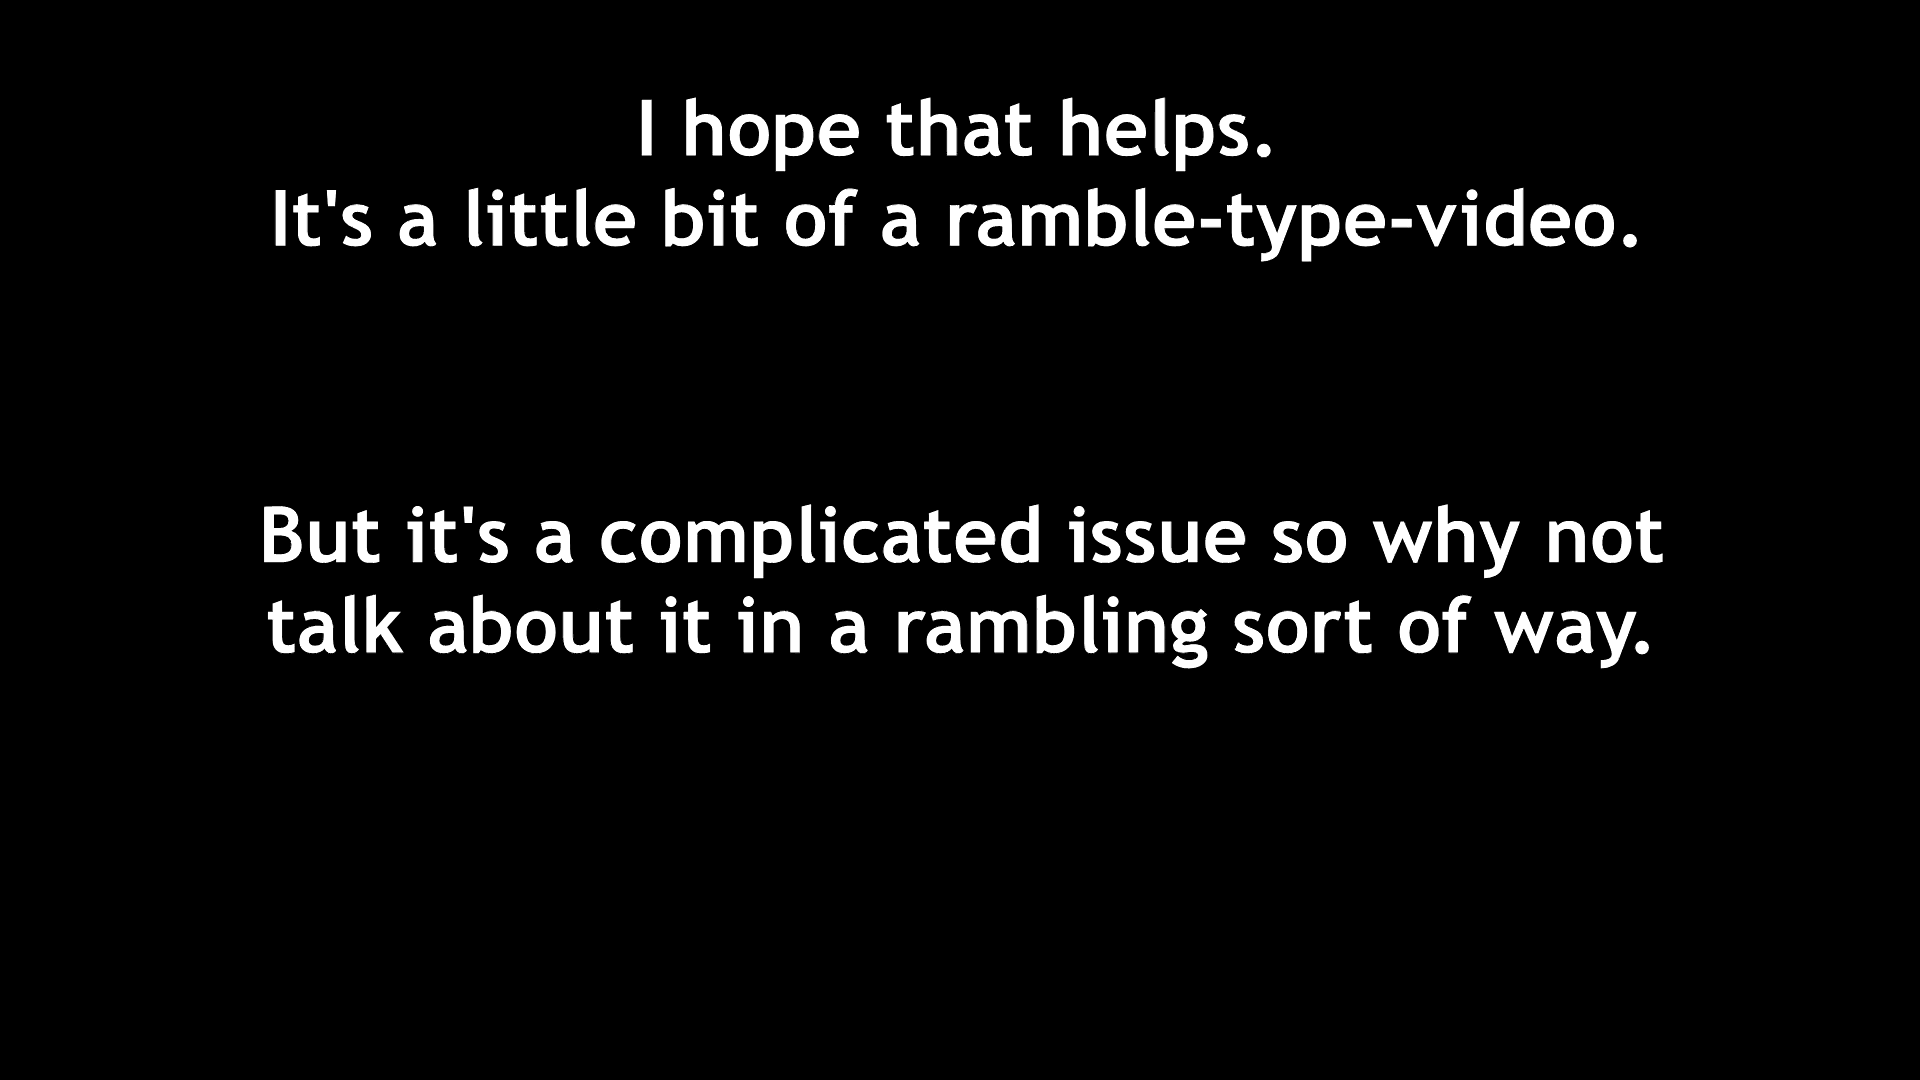 I hope that helps.
It's a little bit of a ramble-type-video.
But it's a complicated issue so why not
talk about it in a rambling sort of way.